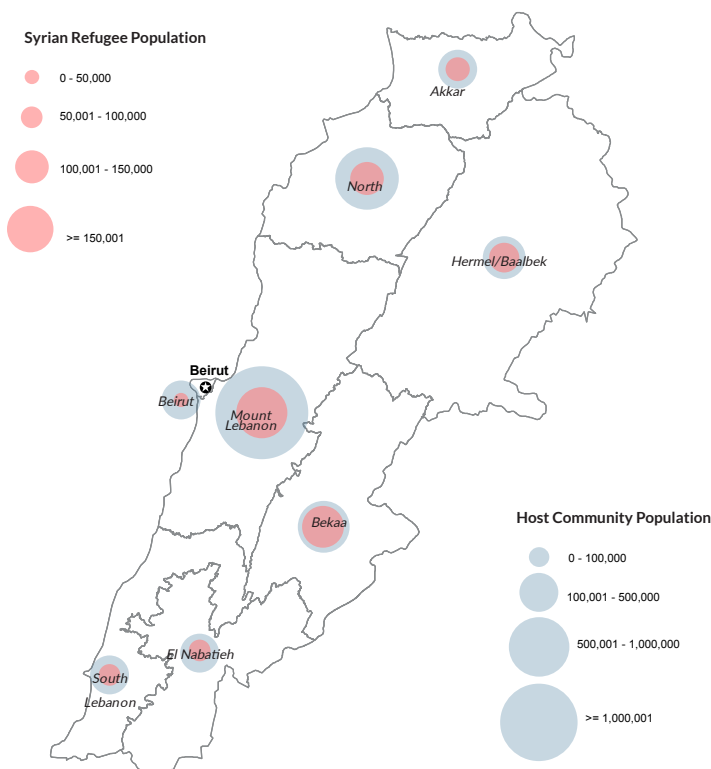 Syrian Refugee Population
0 - 50,000
50,001 - 100,000
100,001 - 150,000
>= 150,001
Akkar
North
Hermel/Baalbek
Beirut
Beirut
Mount
Lebanon
Bekaa
El Nabatieh
South
Lebanon
Host Community Population
0 - 100,000
100,001 - 500,000
500,001 - 1,000,000
>= 1,000,001